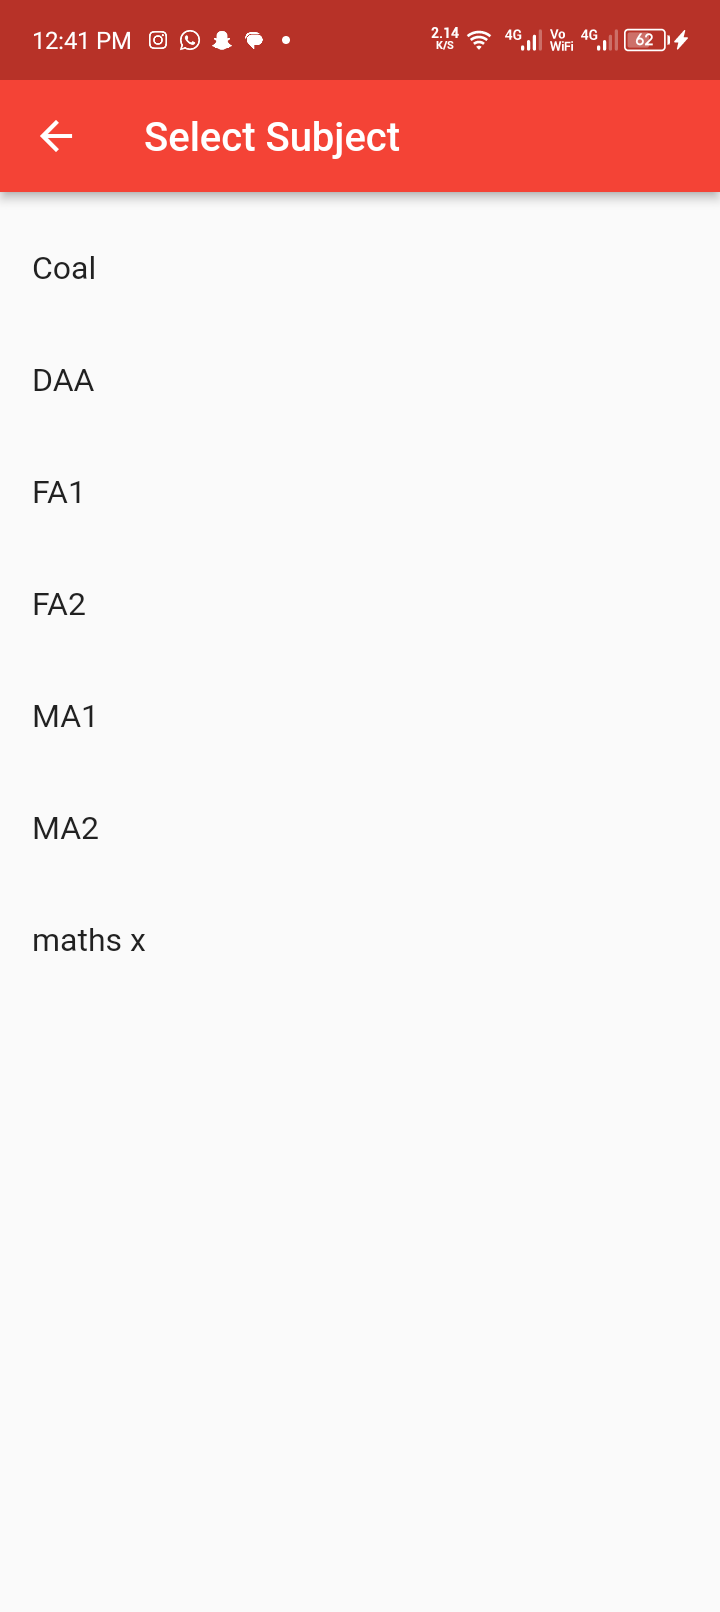 12:41 PM 2.14 K/S 4G Vo WiFi 4G 62
Select Subject
Coal
DAA
FA1
FA2
MA1
MA2
maths x